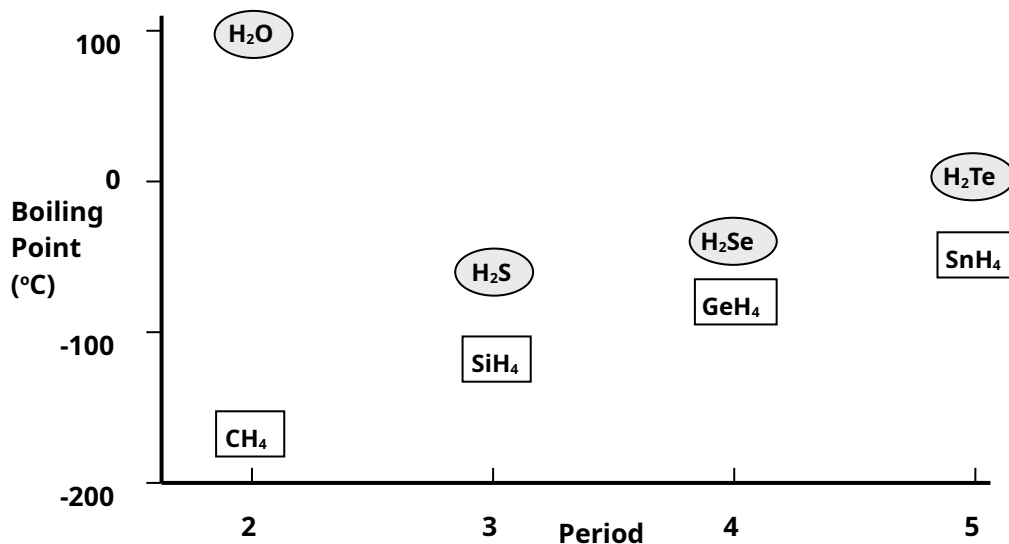 100
H₂O
0
H₂Te
Boiling
Point
(ºC)
H₂S
H₂Se
SnH₄
GeH₄
-100
SiH₄
CH₄
-200
2
3
Period
4
5